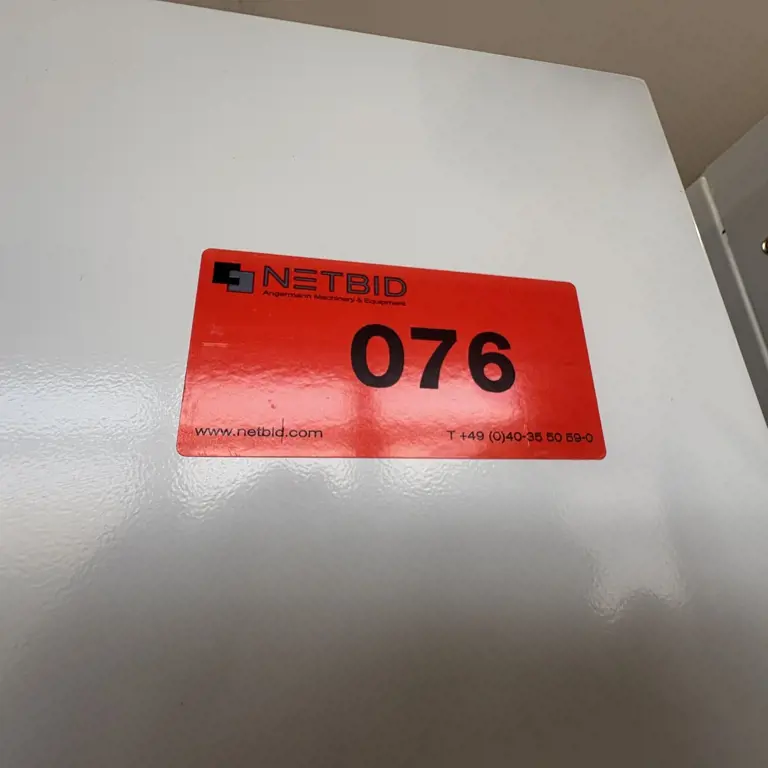 NETBID
Angermann Machinery & Equipment
076
www.netbid.com
T +49 (0)40-35 50 59-0